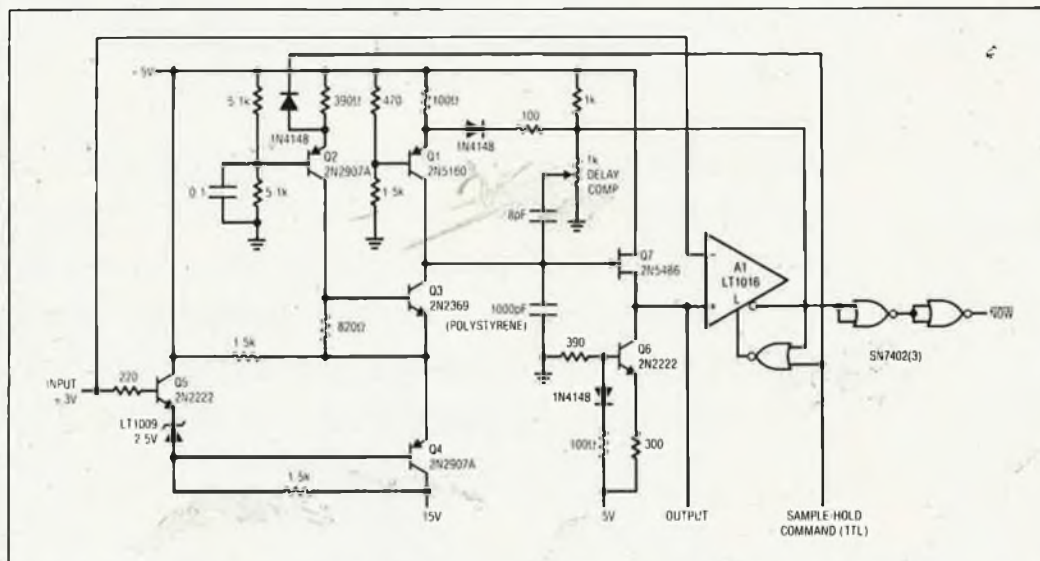 5V
5.1k
1N4148
390Ω
470
100Ω
1N4148
100
1k
Q2
2N2907A
Q1
2N5160
0.1
5.1k
1.5k
1k
DELAY
COMP
8pF
Q7
2N5486
A1
LT1016
L
Q3
2N2369
1000pF
(POLYSTYRENE)
820Ω
1.5k
390
Q6
2N2222
SN7402(3)
INPUT
±3V
220
Q5
2N2222
LT1009
2.5V
1N4148
Q4
2N2907A
100Ω
300
1.5k
15V
5V
OUTPUT
SAMPLE-HOLD
COMMAND (TTL)